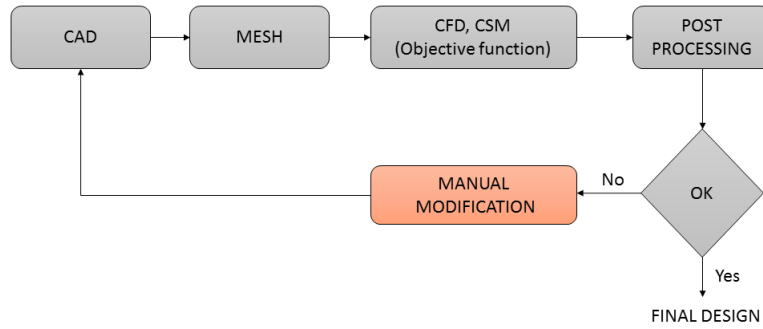 CAD
MESH
CFD, CSM
(Objective function)
POST
PROCESSING
MANUAL
MODIFICATION
No
OK
Yes
FINAL DESIGN